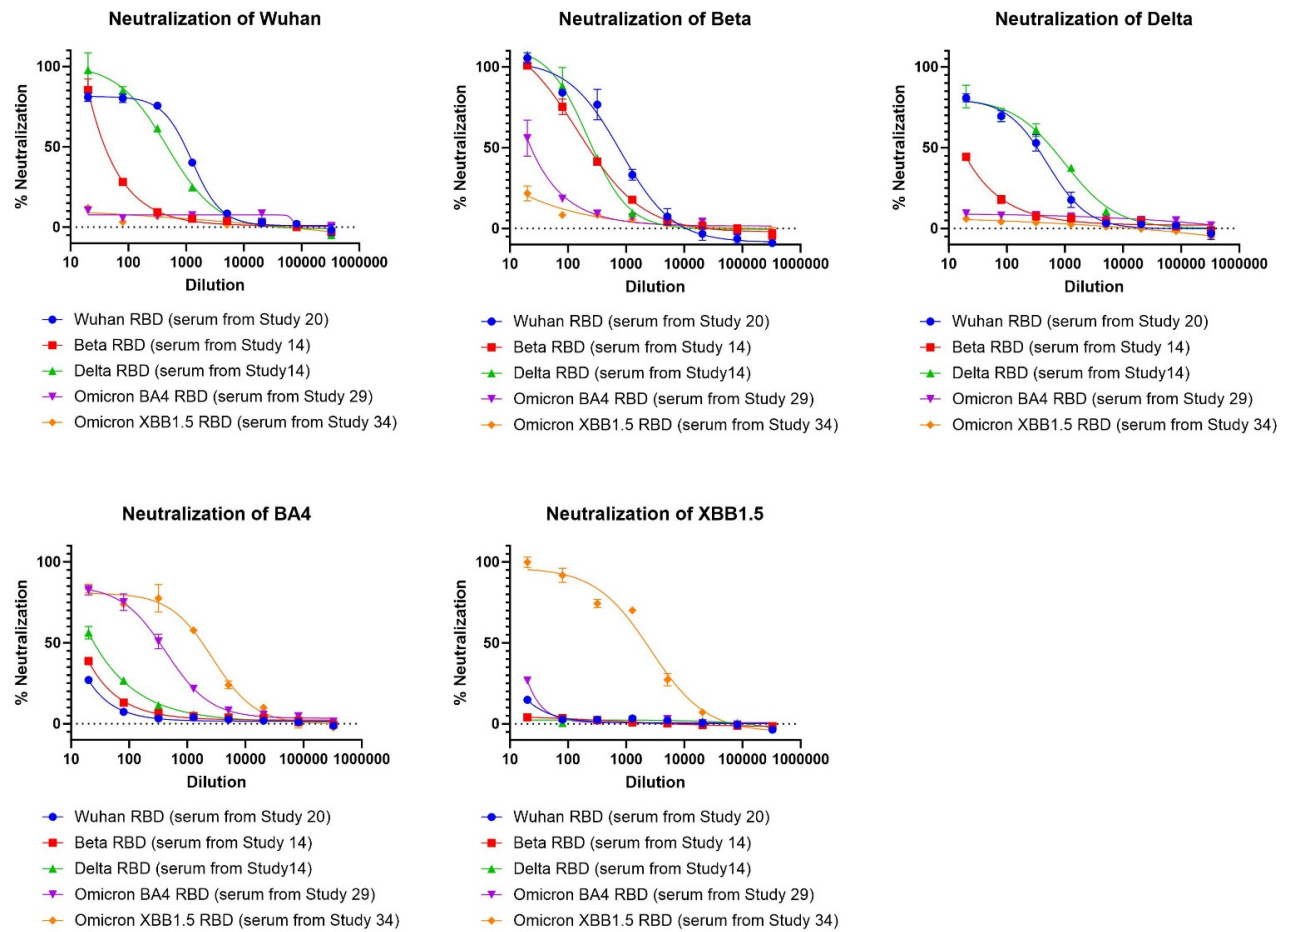 Neutralization of Wuhan
% Neutralization
100
50
0
10 100 1000 10000 100000 1000000
Dilution
Wuhan RBD (serum from Study 20)
Beta RBD (serum from Study 14)
Delta RBD (serum from Study14)
Omicron BA4 RBD (serum from Study 29)
Omicron XBB1.5 RBD (serum from Study 34)
Neutralization of Beta
% Neutralization
100
50
0
10 100 1000 10000 100000 1000000
Dilution
Wuhan RBD (serum from Study 20)
Beta RBD (serum from Study 14)
Delta RBD (serum from Study14)
Omicron BA4 RBD (serum from Study 29)
Omicron XBB1.5 RBD (serum from Study 34)
Neutralization of Delta
% Neutralization
100
50
0
10 100 1000 10000 100000 1000000
Dilution
Wuhan RBD (serum from Study 20)
Beta RBD (serum from Study 14)
Delta RBD (serum from Study14)
Omicron BA4 RBD (serum from Study 29)
Omicron XBB1.5 RBD (serum from Study 34)
Neutralization of BA4
% Neutralization
100
50
0
10 100 1000 10000 100000 1000000
Dilution
Wuhan RBD (serum from Study 20)
Beta RBD (serum from Study 14)
Delta RBD (serum from Study14)
Omicron BA4 RBD (serum from Study 29)
Omicron XBB1.5 RBD (serum from Study 34)
Neutralization of XBB1.5
% Neutralization
100
50
0
10 100 1000 10000 100000 1000000
Dilution
Wuhan RBD (serum from Study 20)
Beta RBD (serum from Study 14)
Delta RBD (serum from Study14)
Omicron BA4 RBD (serum from Study 29)
Omicron XBB1.5 RBD (serum from Study 34)